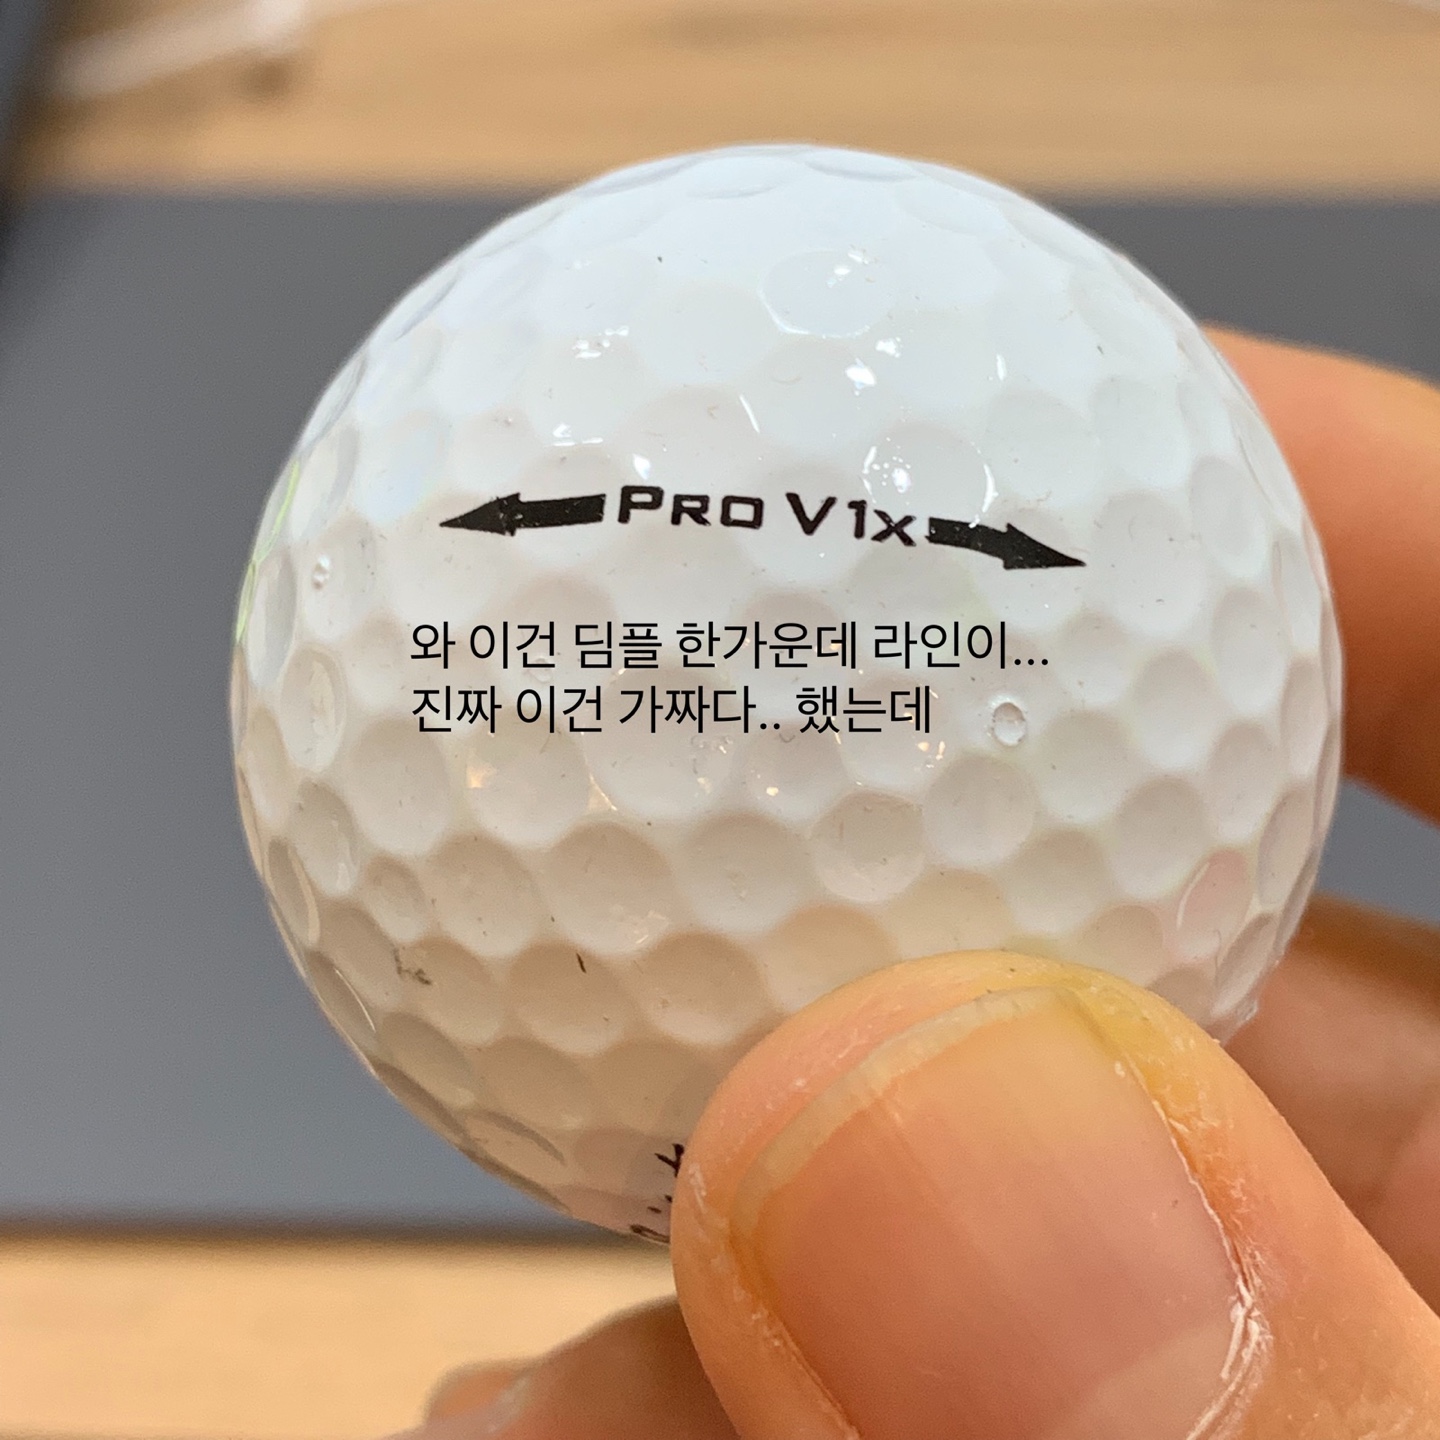 PRO V1x
와 이건 딤플 한가운데 라인이...
진짜 이건 가짜다.. 했는데